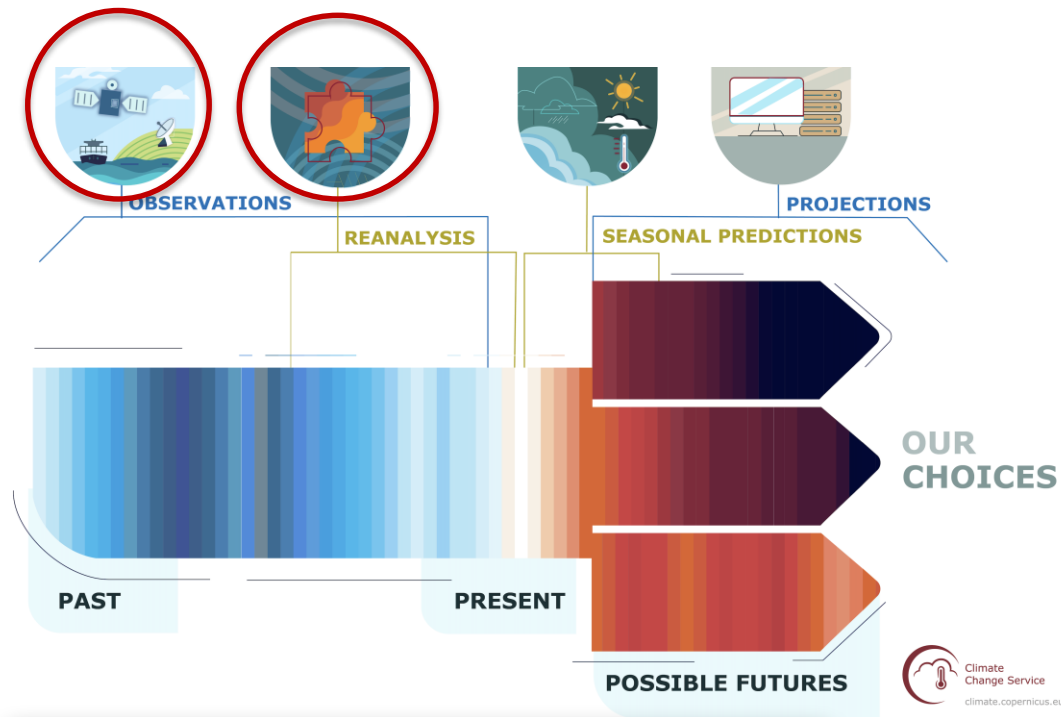 OBSERVATIONS
PROJECTIONS
REANALYSIS
SEASONAL PREDICTIONS
OUR
CHOICES
PAST
PRESENT
POSSIBLE FUTURES
Climate
Change Service
climate.copernicus.eu